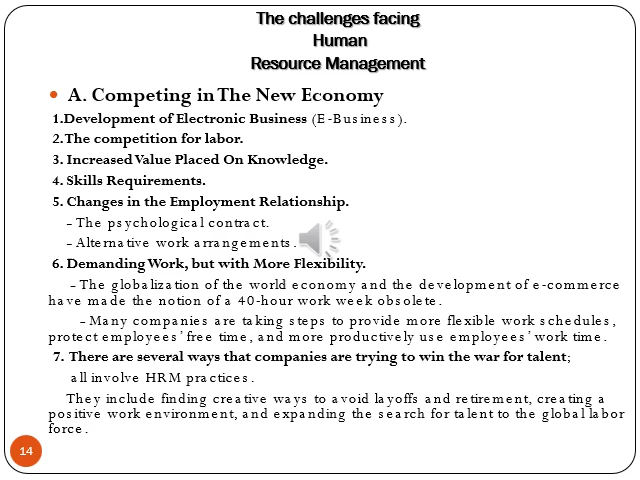 The challenges facing
Human
Resource Management
• A. Competing in The New Economy
1.Development of Electronic Business (E-Business).
2.The competition for labor.
3. Increased Value Placed On Knowledge.
4. Skills Requirements.
5. Changes in the Employment Relationship.
- The psychological contract.
- Alternative work arrangements.
6. Demanding Work, but with More Flexibility.
- The globalization of the world economy and the development of e-commerce
have made the notion of a 40-hour work week obsolete.
- Many companies are taking steps to provide more flexible work schedules,
protect employees' free time, and more productively use employees' work time.
7. There are several ways that companies are trying to win the war for talent;
all involve HRM practices.
They include finding creative ways to avoid layoffs and retirement, creating a
positive work environment, and expanding the search for talent to the global labor
force.
14